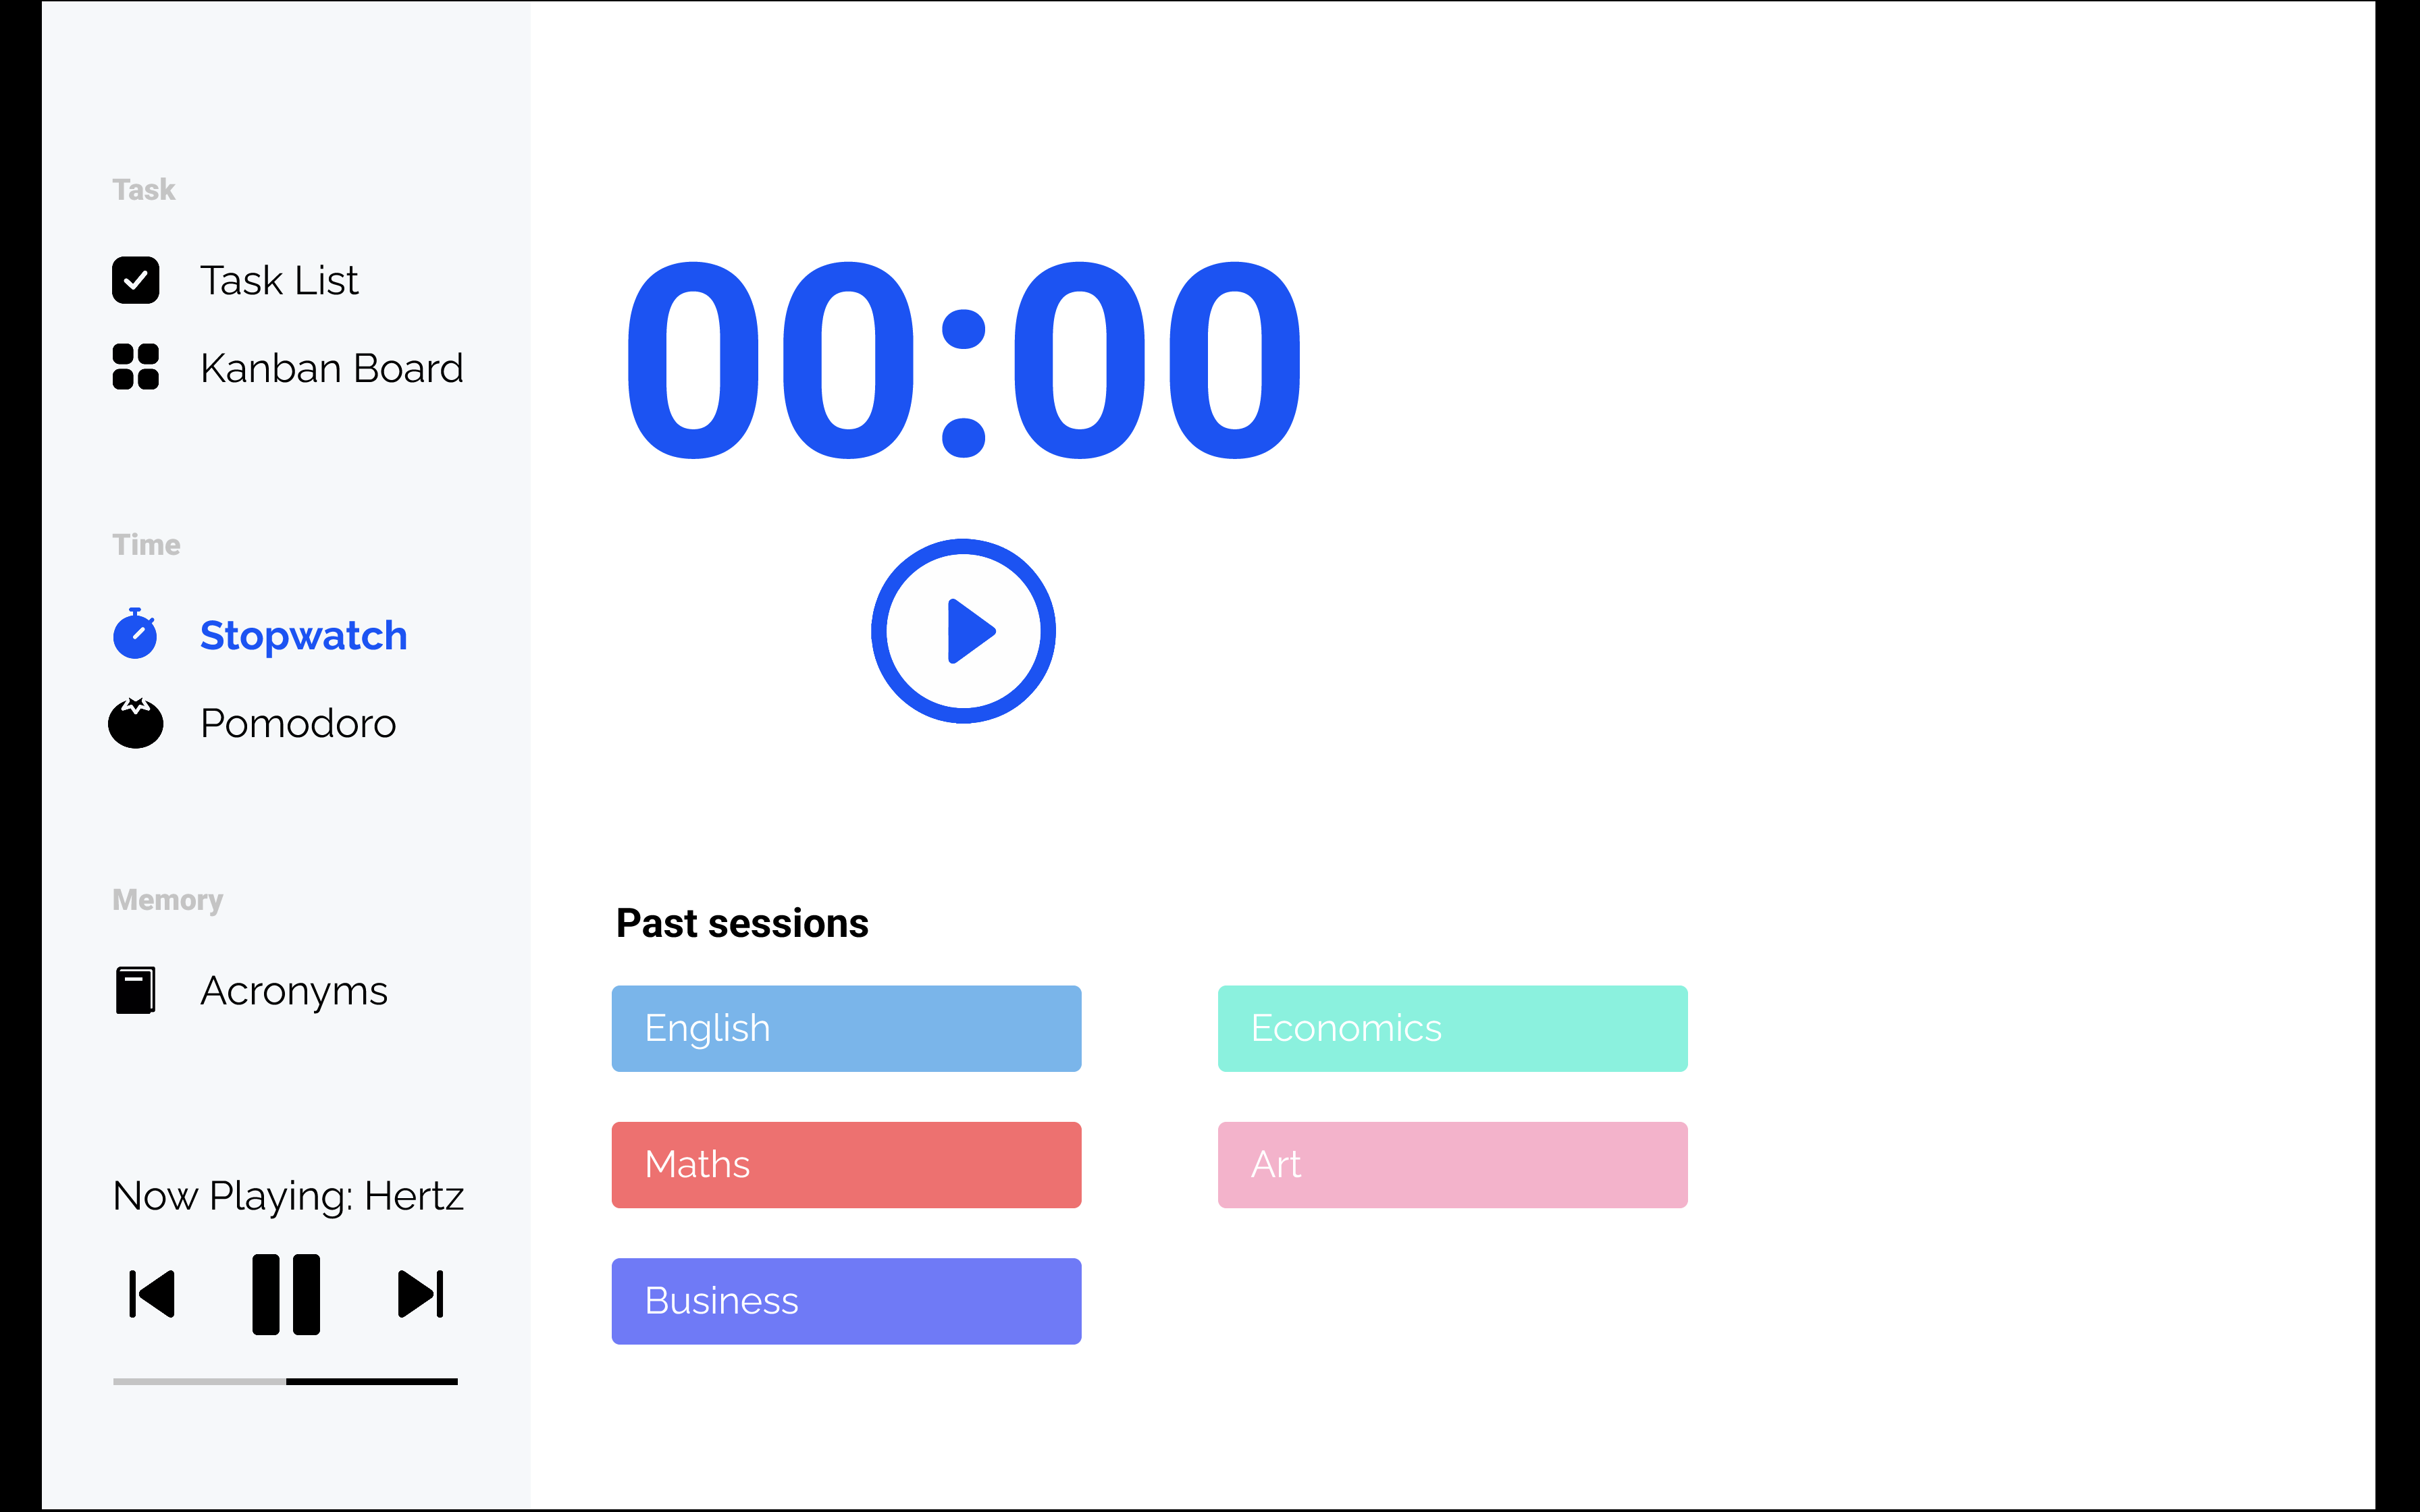 Task
Task List
Kanban Board
Time
Stopwatch
Pomodoro
Memory
Acronyms
Now Playing: Hertz
00:00
Past sessions
English
Economics
Maths
Art
Business